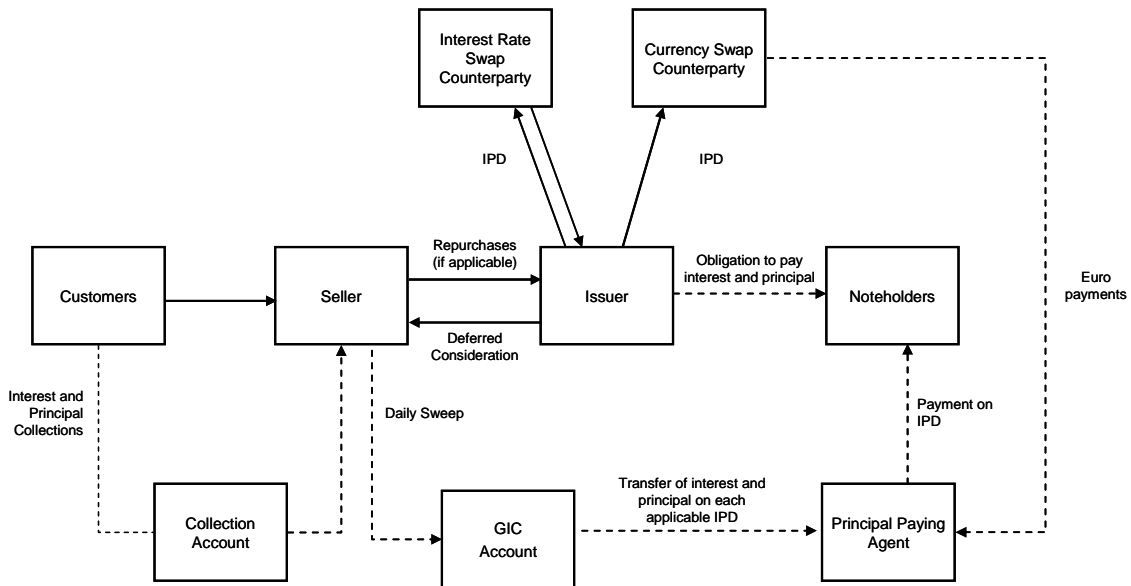 Interest Rate
Swap
Counterparty
Currency Swap
Counterparty
IPD
IPD
Customers
Seller
Repurchases
(if applicable)
Deferred
Consideration
Issuer
Obligation to pay
interest and principal
Noteholders
Euro
payments
Interest and
Principal
Collections
Daily Sweep
Payment on
IPD
Collection
Account
GIC
Account
Transfer of interest and
principal on each
applicable IPD
Principal Paying
Agent